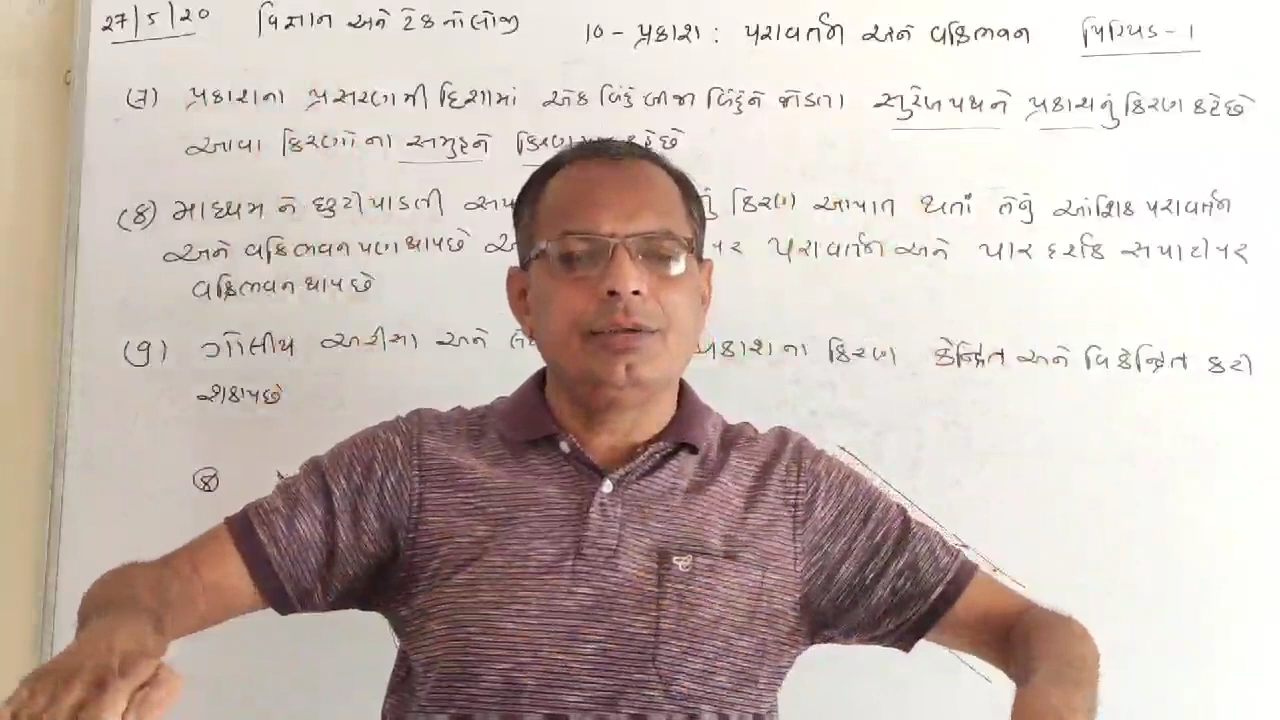 27/5/20 વિજ્ઞાન અને ટેકનોલોજી 10 - પ્રકાશ : પરાવર્તન અને વક્રિભવન પિરિયડ - 1
(7) પ્રકાશના પ્રસરણની દિશામાં એક બિંદુ બીજા બિંદુને જોડતા સુરેખપથને પ્રકાશનું કિરણ કહે છે
આવા કિરણોના સમુહને કિરણ કહે છે
(8) માધ્યમ ને છુટી પાડતી કિરણ આપાત થતાં તેનું આંશિક પરાવર્તન
અને વક્રિભવન પણ થાય છે પર પરાવર્તન અને પારદર્શક સપાટી પર
વક્રિભવન થાય છે
(9) ગોલીય અરીસા અને પ્રકાશના કિરણ કેન્દ્રિત અને વિકેન્દ્રિત કરી
શકાય છે